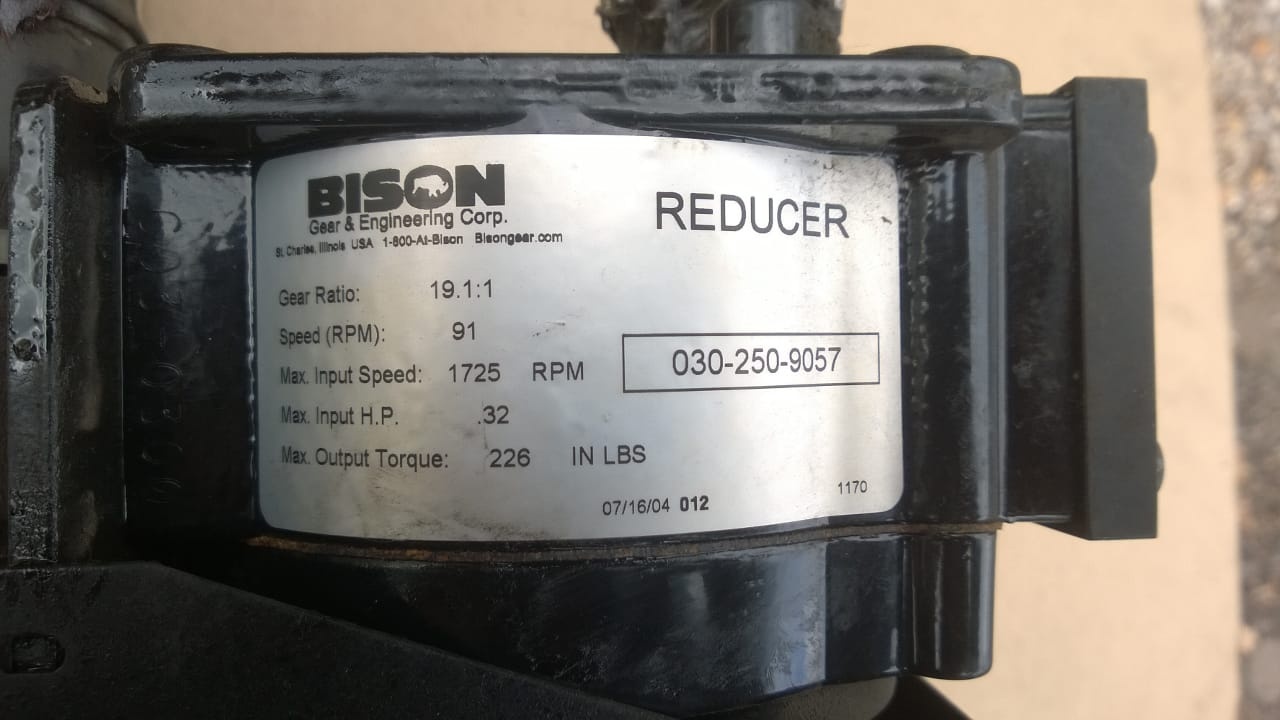 BISON
Gear & Engineering Corp.
St. Charles, Illinois USA 1-800-At-Bison Bisongear.com
REDUCER
Gear Ratio: 19.1:1
Speed (RPM): 91
Max. Input Speed: 1725 RPM
030-250-9057
Max. Input H.P. .32
Max. Output Torque: 226 IN LBS
07/16/04 012
1170